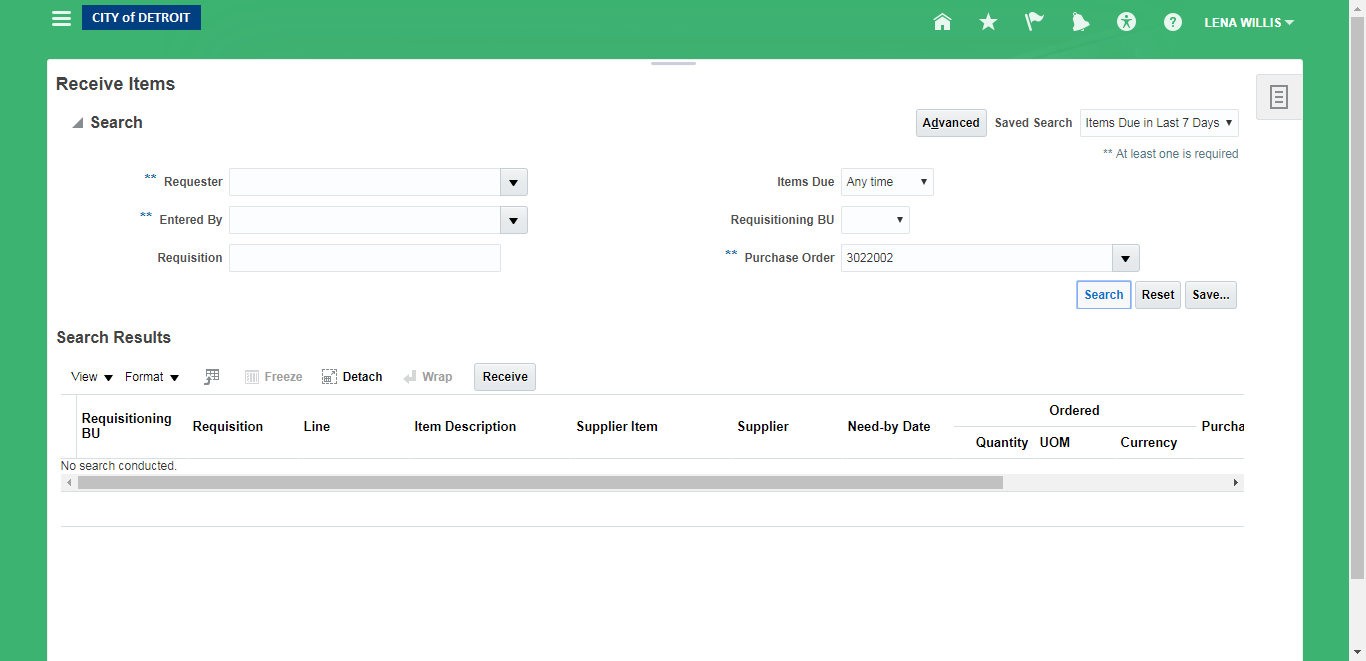 CITY of DETROIT
LENA WILLIS
Receive Items
Search
Advanced Saved Search Items Due in Last 7 Days
** At least one is required
** Requester
Items Due Any time
** Entered By
Requisitioning BU
Requisition
** Purchase Order 3022002
Search Reset Save...
Search Results
View Format Freeze Detach Wrap Receive
Requisitioning BU Requisition Line Item Description Supplier Item Supplier Need-by Date Ordered Purcha
Quantity UOM Currency
No search conducted.